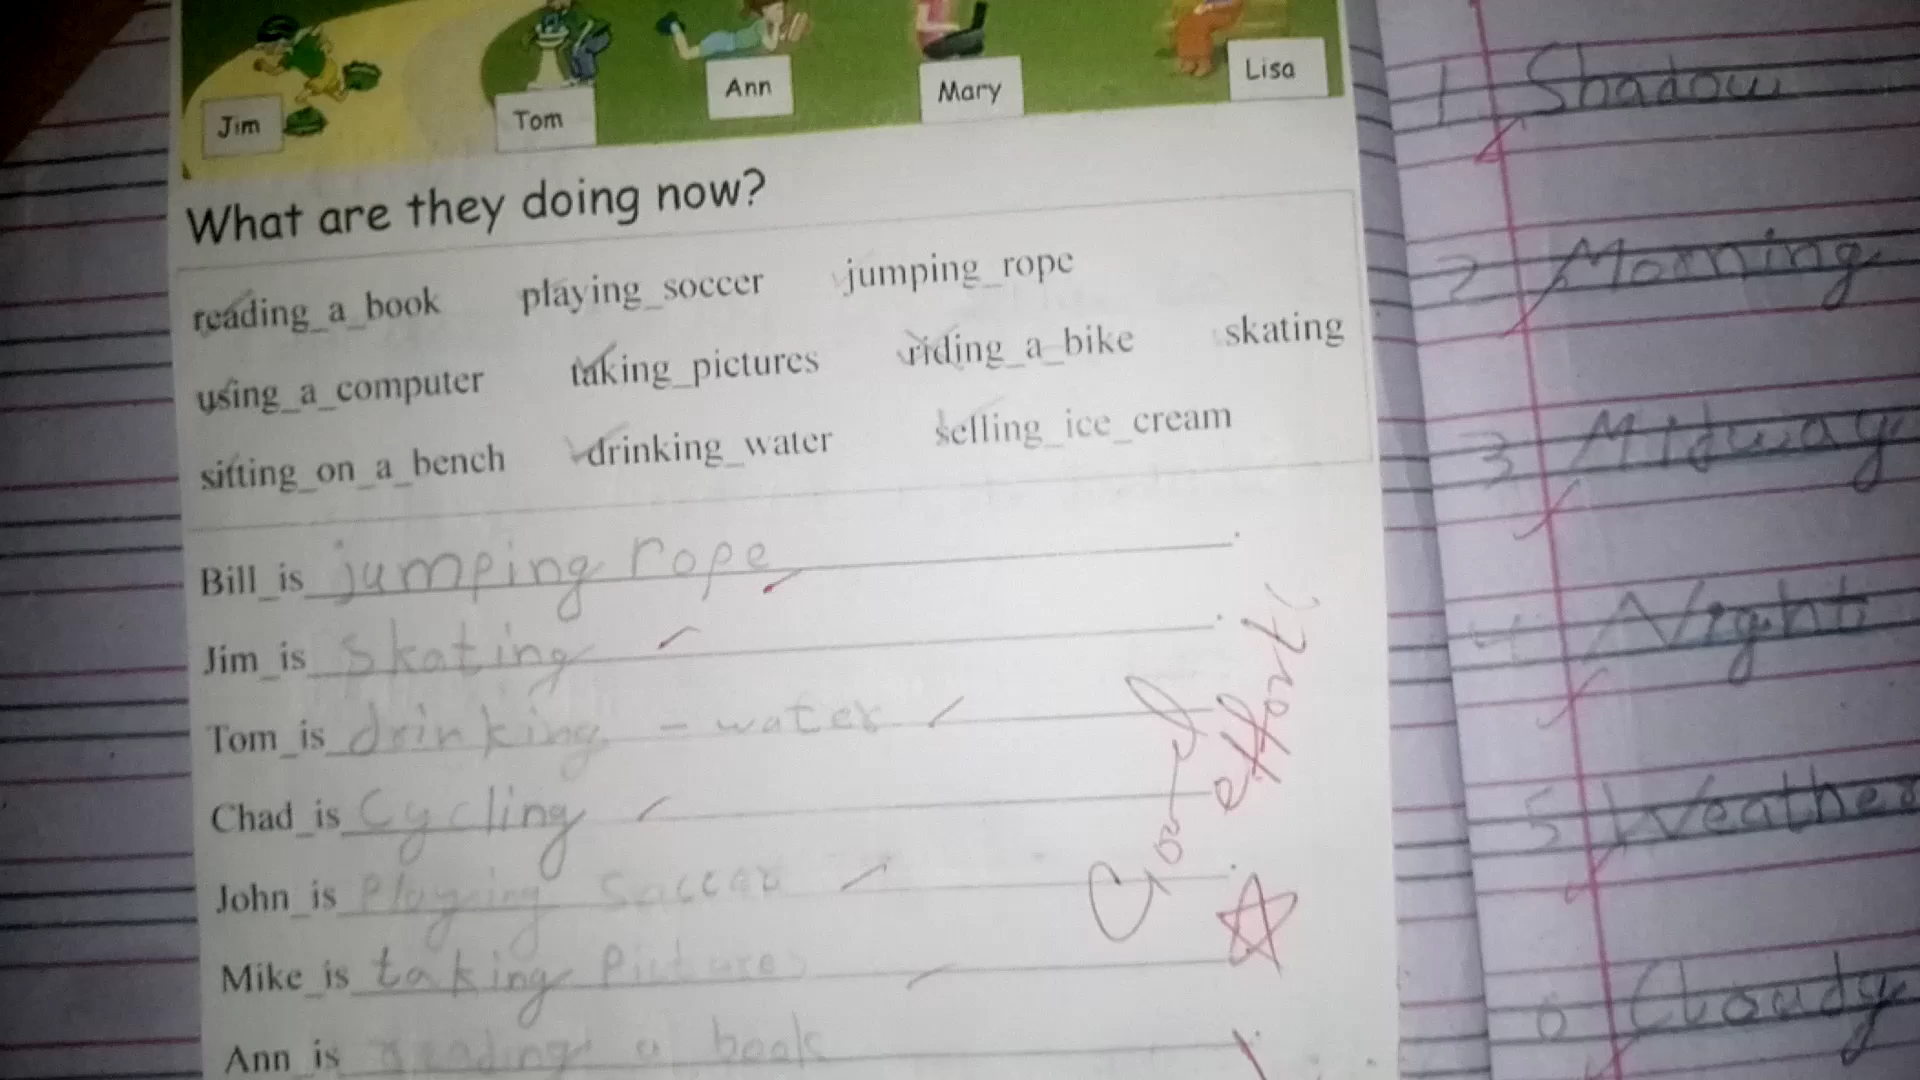 Jim
Tom
Ann
Mary
Lisa
What are they doing now?
reading_a_book playing_soccer jumping_rope
using_a_computer taking_pictures riding_a_bike skating
sitting_on_a_bench drinking_water selling_ice_cream
Bill_is jumping rope.
Jim_is skating.
Tom_is drinking - water
Chad_is Cycling
John_is Playing Soccer
Mike_is taking Pictures
Ann_is reading a book
Good
effort
1 Shadow
2 Morning
3 Midway
4 Night
5 Weather
6 Cloudy